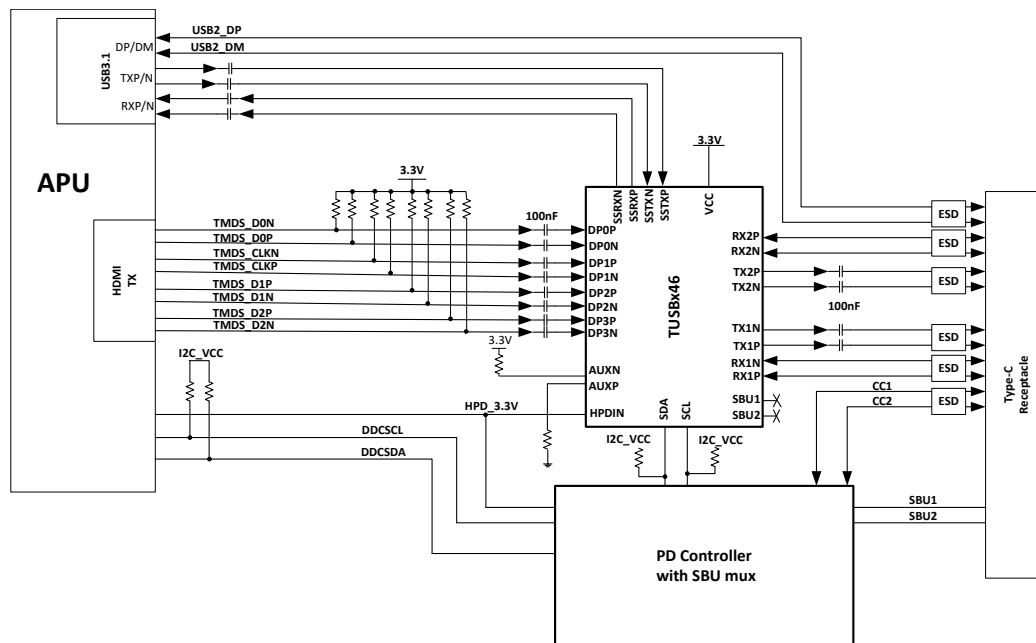 USB2_DP
USB2_DM
USB3.1
DP/DM
TXP/N
RXP/N
APU
3.3V
3.3V
SSRXN
SSRXP
SSTXN
SSTXP
VCC
HDMI
TX
TMDS_D0N
TMDS_D0P
TMDS_CLKN
TMDS_CLKP
TMDS_D1P
TMDS_D1N
TMDS_D2P
TMDS_D2N
100nF
DP0P
DP0N
DP1P
DP1N
DP2P
DP2N
DP3P
DP3N
TUSBx46
RX2P
RX2N
TX2P
TX2N
100nF
TX1N
TX1P
RX1N
RX1P
SBU1
SBU2
ESD
ESD
ESD
ESD
ESD
ESD
Type-C
Receptacle
3.3V
AUXN
AUXP
HPDIN
SDA
SCL
I2C_VCC
HPD_3.3V
DDCSCL
DDCSDA
CC1
CC2
I2C_VCC
I2C_VCC
SBU1
SBU2
PD Controller
with SBU mux